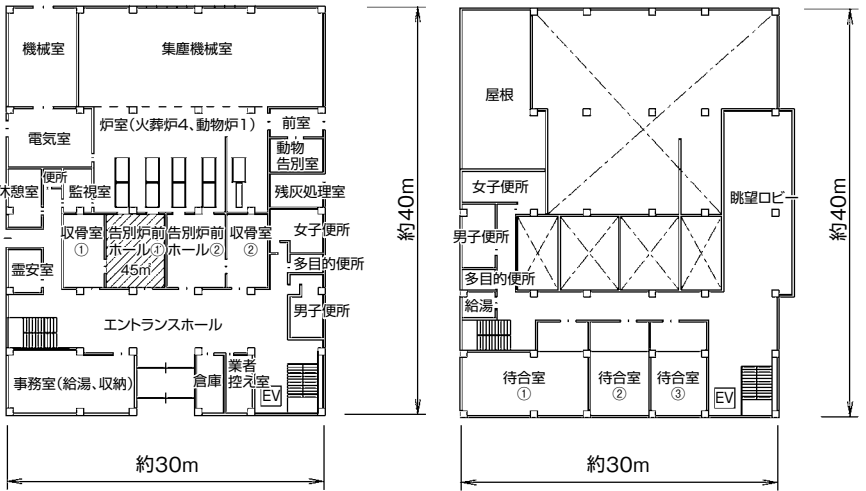 機械室
集塵機械室
約40m
電気室
炉室(火葬炉4、動物炉1)
前室
動物
告別室
休憩室
便所
監視室
残灰処理室
収骨室
①
告別炉前
ホール①
45㎡
告別炉前
ホール②
収骨室
②
女子便所
多目的便所
霊安室
男子便所
エントランスホール
事務室(給湯、収納)
倉庫
業者
控え室
EV
約30m
屋根
女子便所
眺望ロビー
男子便所
多目的便所
給湯
待合室
①
待合室
②
待合室
③
EV
約40m
約30m